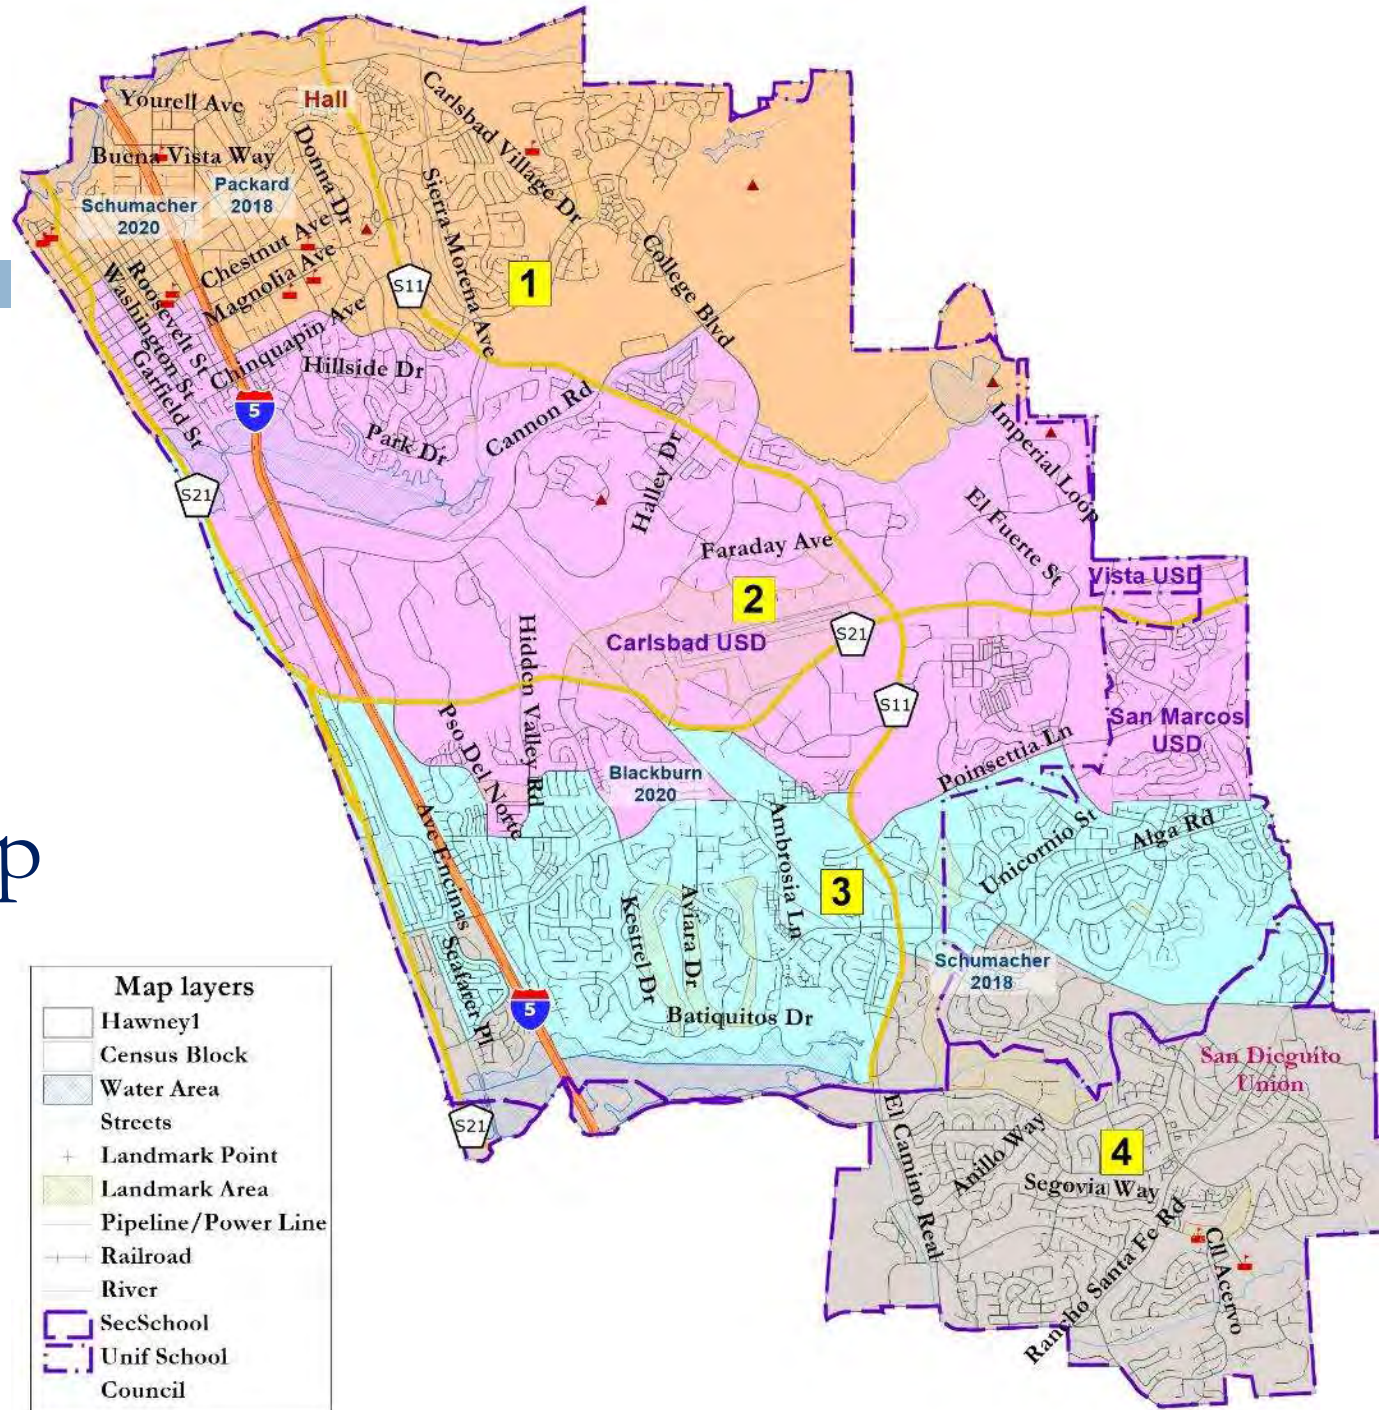 Yourell Ave
Hall
Carlsbad Village Dr
Buena Vista Way
Donna Dr
Packard
2018
Schumacher
2020
Sierra Morena Ave
Chestnut Ave
Magnolia Ave
Roosevelt St
Washington St
Garfield St
Chinquapin Ave
S11
1
College Blvd
Hillside Dr
5
Park Dr
Cannon Rd
Halley Dr
Imperial Loop
S21
El Fuerte St
Faraday Ave
Vista USD
2
Carlsbad USD
S21
Hidden Valley Rd
S11
San Marcos
USD
Pso Del Norte
Poinsettia Ln
Blackburn
2020
Ave Encinas
Ambrosia Ln
Unicornio St
Alga Rd
p
3
Kestrel Dr
Aviara Dr
Seafarer Pl
Schumacher
2018
5
Batiquitos Dr
San Dieguito
Union
S21
El Camino Real
Anillo Way
4
Segovia Way
Rancho Santa Fe Rd
Cll Acervo
Map layers
Hawney1
Census Block
Water Area
Streets
Landmark Point
Landmark Area
Pipeline/Power Line
Railroad
River
SecSchool
Unif School
Council